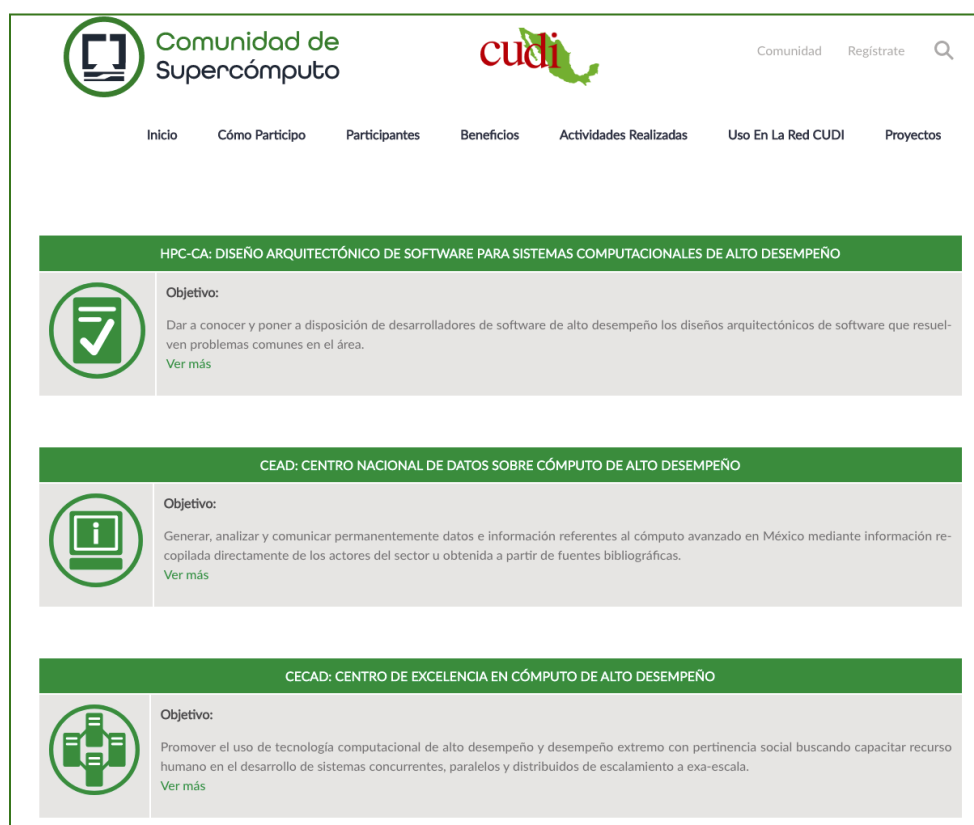 Comunidad de
Supercómputo
cudi
Comunidad Regístrate
Inicio Cómo Participo Participantes Beneficios Actividades Realizadas Uso En La Red CUDI Proyectos
HPC-CA: DISEÑO ARQUITECTÓNICO DE SOFTWARE PARA SISTEMAS COMPUTACIONALES DE ALTO DESEMPEÑO
Objetivo:
Dar a conocer y poner a disposición de desarrolladores de software de alto desempeño los diseños arquitectónicos de software que resuel-
ven problemas comunes en el área.
Ver más
CEAD: CENTRO NACIONAL DE DATOS SOBRE CÓMPUTO DE ALTO DESEMPEÑO
Objetivo:
Generar, analizar y comunicar permanentemente datos e información referentes al cómputo avanzado en México mediante información re-
copilada directamente de los actores del sector u obtenida a partir de fuentes bibliográficas.
Ver más
CECAD: CENTRO DE EXCELENCIA EN CÓMPUTO DE ALTO DESEMPEÑO
Objetivo:
Promover el uso de tecnología computacional de alto desempeño y desempeño extremo con pertinencia social buscando capacitar recurso
humano en el desarrollo de sistemas concurrentes, paralelos y distribuidos de escalamiento a exa-escala.
Ver más